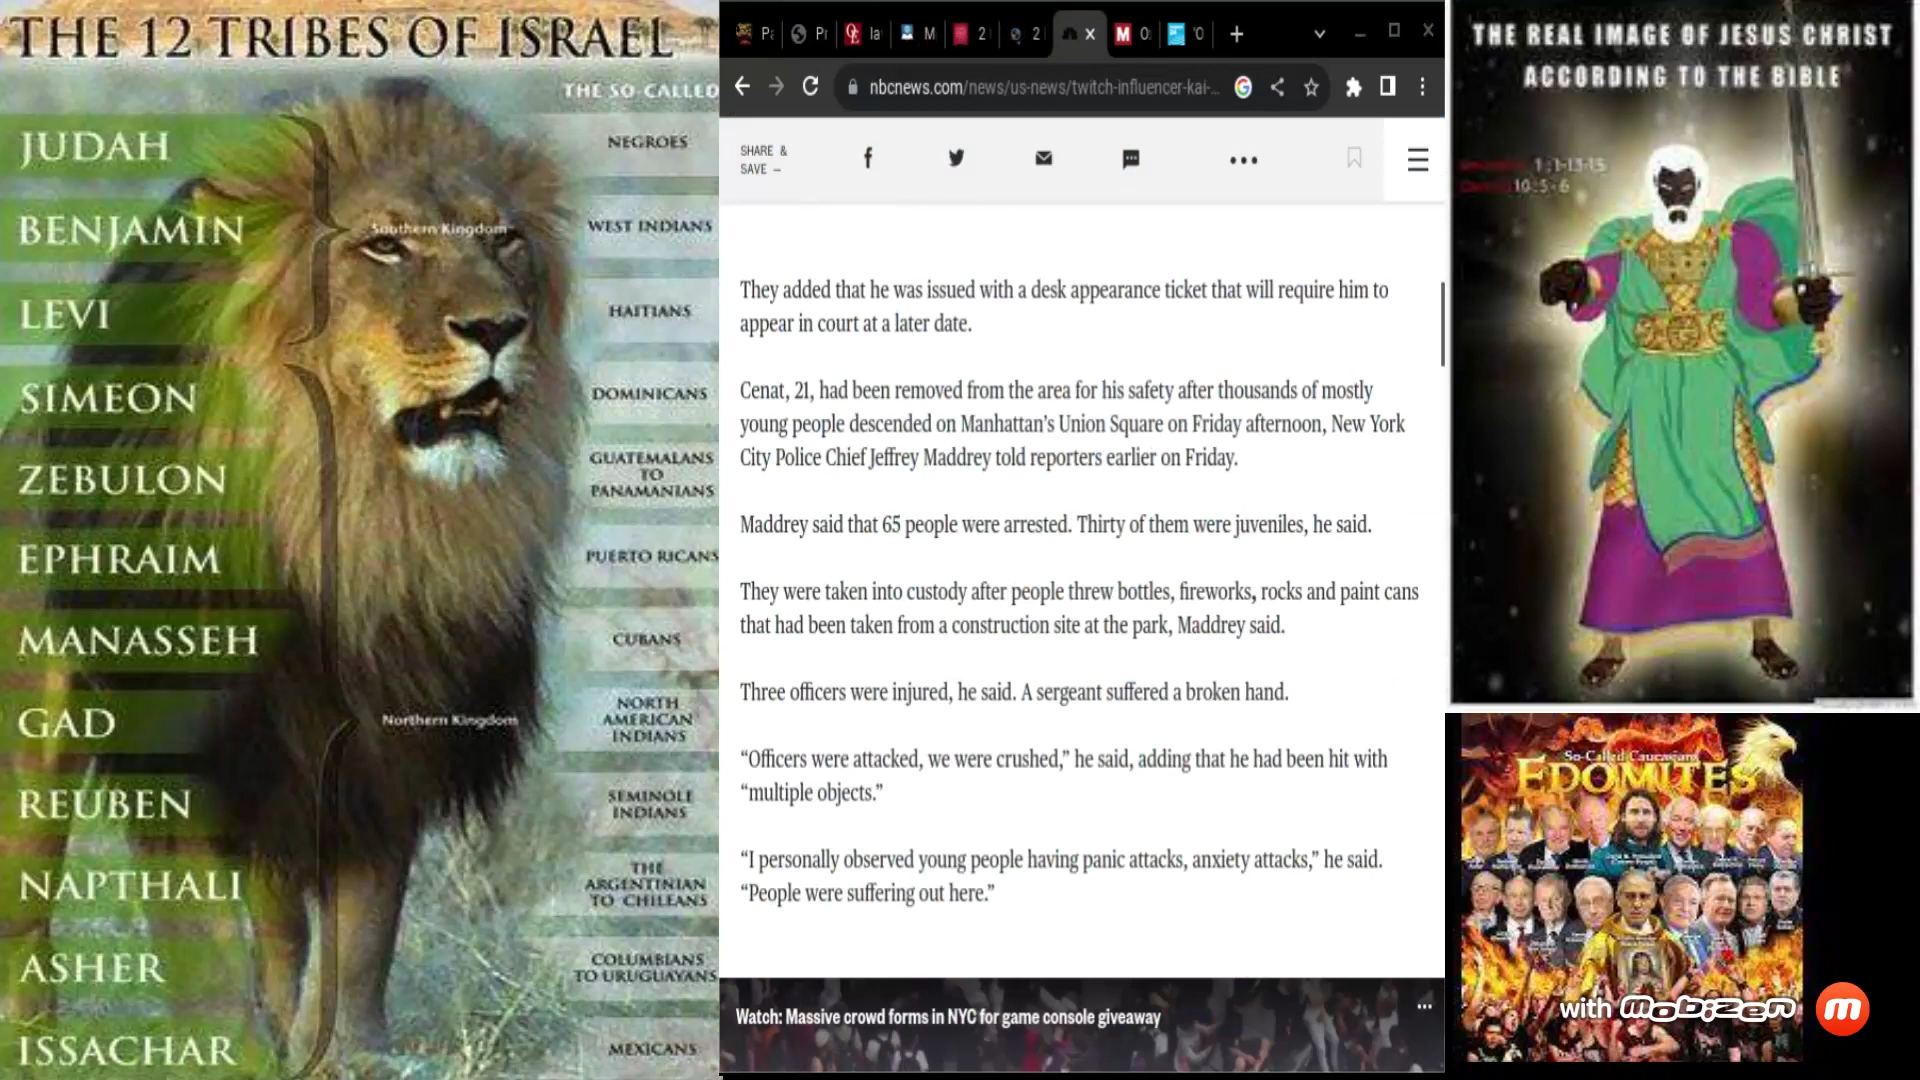 THE 12 TRIBES OF ISRAEL
THE SO-CALLED
JUDAH
NEGROES
BENJAMIN
WEST INDIANS
Southern Kingdom
LEVI
HAITIANS
SIMEON
DOMINICANS
ZEBULON
GUATEMALANS
TO
PANAMANIANS
EPHRAIM
PUERTO RICANS
MANASSEH
CUBANS
GAD
NORTH
AMERICAN
INDIANS
Northern Kingdom
REUBEN
SEMINOLE
INDIANS
NAPTHALI
THE
ARGENTINIAN
TO CHILEANS
ASHER
COLUMBIANS
TO URUGUAYANS
ISSACHAR
MEXICANS
nbcnews.com/news/us-news/twitch-influencer-kai-...
SHARE &
SAVE —
They added that he was issued with a desk appearance ticket that will require him to
appear in court at a later date.
Cenat, 21, had been removed from the area for his safety after thousands of mostly
young people descended on Manhattan’s Union Square on Friday afternoon, New York
City Police Chief Jeffrey Maddrey told reporters earlier on Friday.
Maddrey said that 65 people were arrested. Thirty of them were juveniles, he said.
They were taken into custody after people threw bottles, fireworks, rocks and paint cans
that had been taken from a construction site at the park, Maddrey said.
Three officers were injured, he said. A sergeant suffered a broken hand.
“Officers were attacked, we were crushed,” he said, adding that he had been hit with
“multiple objects.”
“I personally observed young people having panic attacks, anxiety attacks,” he said.
“People were suffering out here.”
Watch: Massive crowd forms in NYC for game console giveaway
THE REAL IMAGE OF JESUS CHRIST
ACCORDING TO THE BIBLE
1:13-15
10:5-6
So-Called Caucasians
EDOMITES
with mobizen